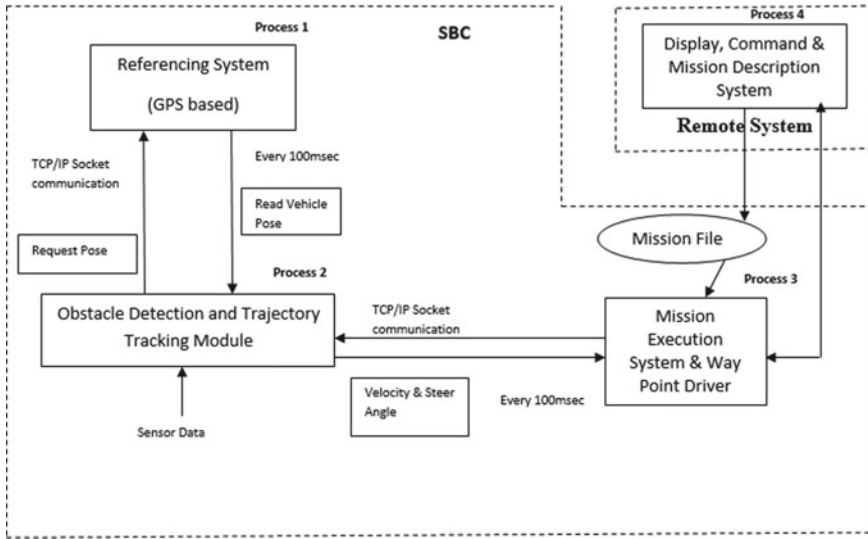 Process 1
SBC
Process 4
Referencing System
(GPS based)
Display, Command &
Mission Description
System
Remote System
TCP/IP Socket
communication
Every 100msec
Read Vehicle
Pose
Request Pose
Mission File
Process 2
Process 3
Obstacle Detection and Trajectory
Tracking Module
TCP/IP Socket
communication
Mission
Execution
System & Way
Point Driver
Velocity & Steer
Angle
Every 100msec
Sensor Data